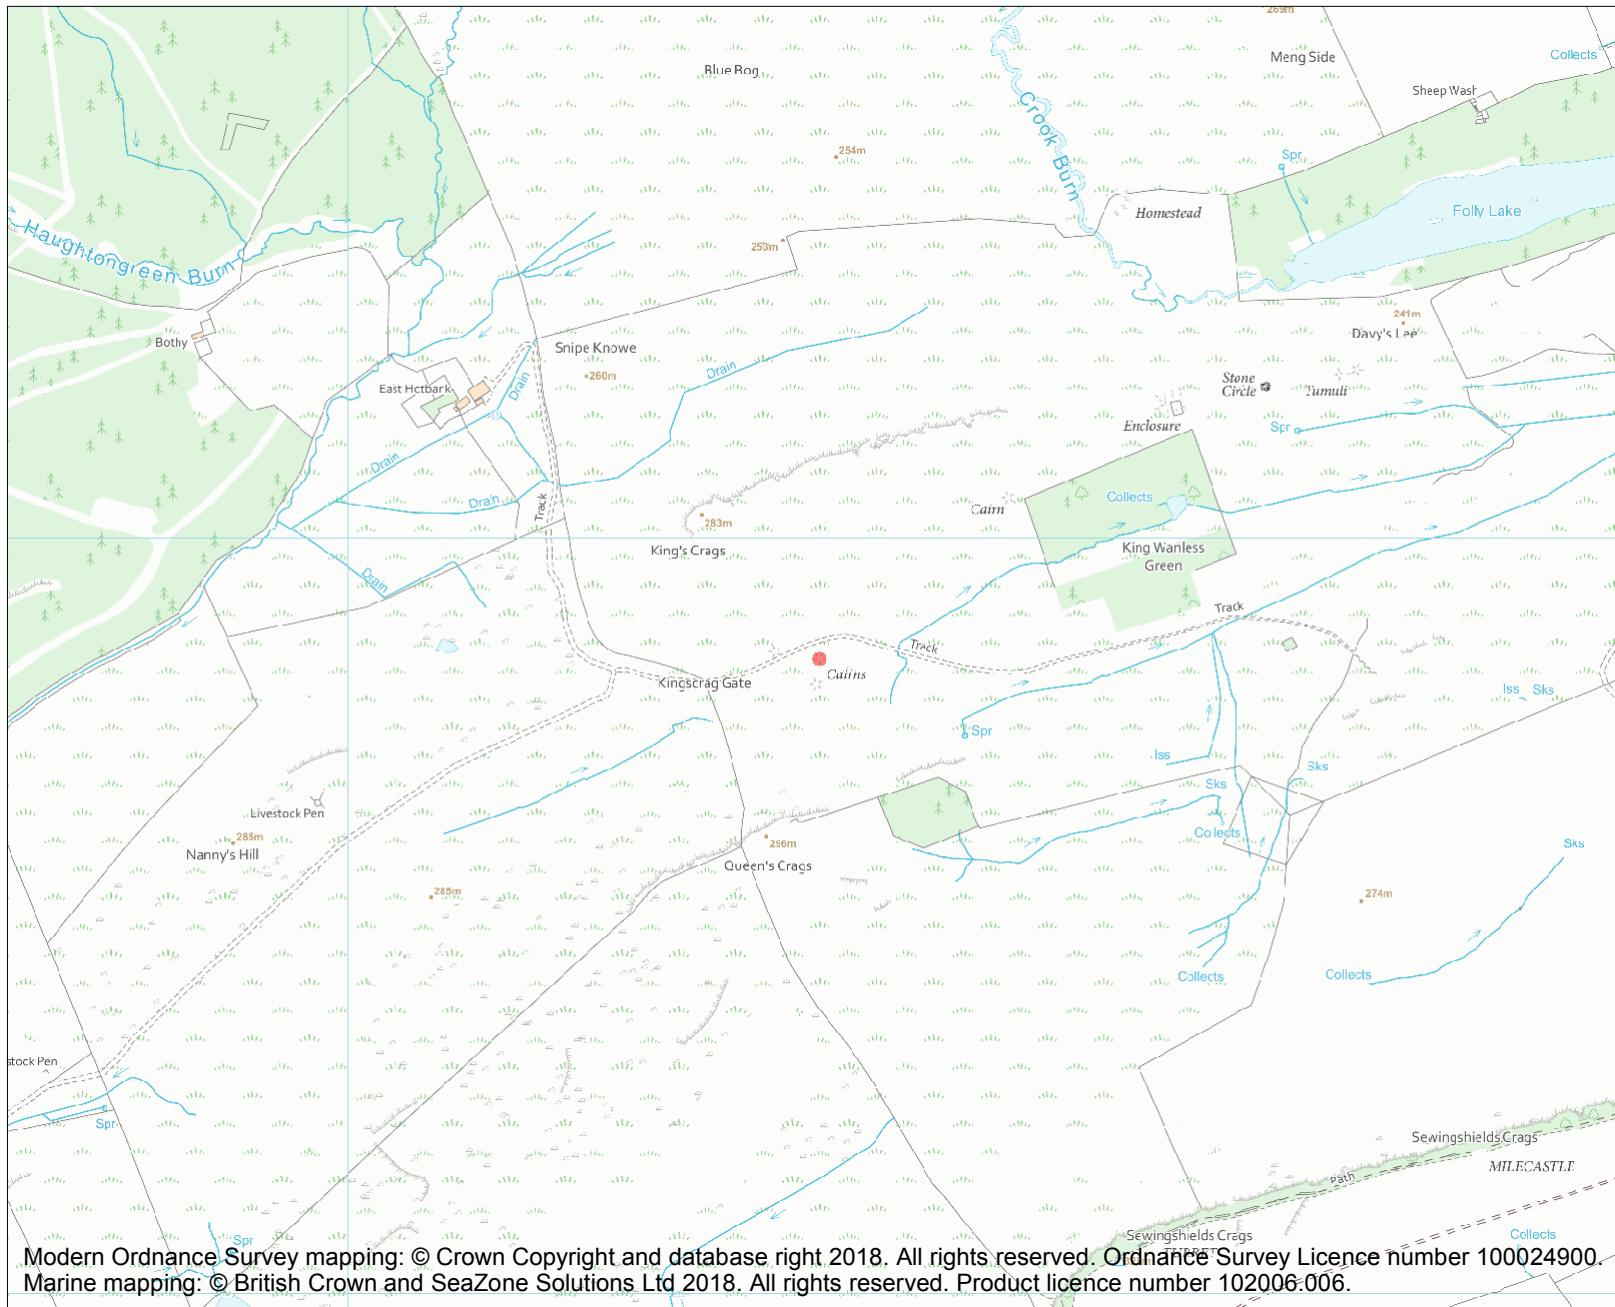 269m
Blue Bog
Meng Side
Collects
Sheep Wash
Crook Burn
254m
Spr
Homestead
Folly Lake
Haughtongreen Burn
253m
241m
Davy's Lee
Bothy
Snipe Knowe
260m
Drain
Stone
Circle
Tumuli
East Hotbank
Drain
Enclosure
Spr
Drain
Collects
Drain
Track
283m
Cairn
King's Crags
King Wanless
Green
Drain
Track
Track
Cairns
Kingscrag Gate
Iss Sks
Spr
Iss
Sks
Sks
Livestock Pen
285m
Nanny's Hill
296m
Queen's Crags
Collects
Sks
285m
274m
Collects
Collects
stock Pen
Spr
Sewingshields Crags
MILECASTLE
Path
Sewingshields Crags
TURRET
Spr
Collects
Modern Ordnance Survey mapping: © Crown Copyright and database right 2018. All rights reserved. Ordnance Survey Licence number 100024900.
Marine mapping: © British Crown and SeaZone Solutions Ltd 2018. All rights reserved. Product licence number 102006.006.